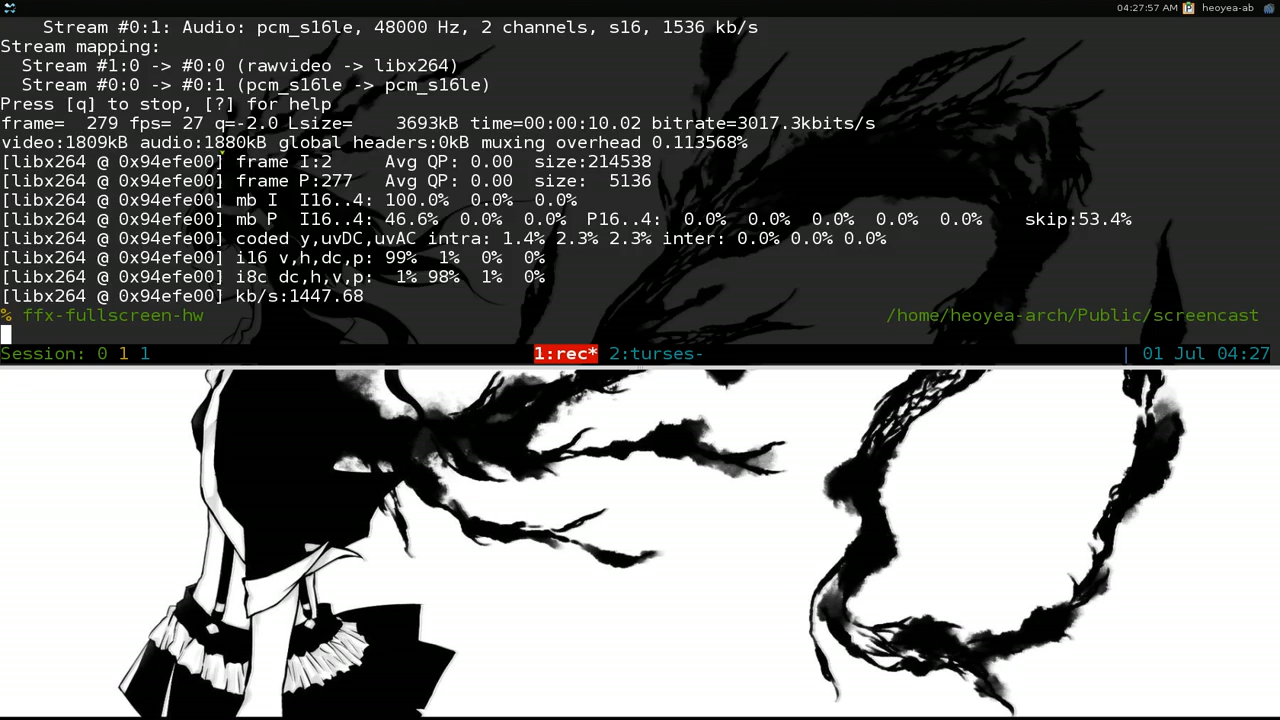 04:27:57 AM heoyea-ab
Stream #0:1: Audio: pcm_s16le, 48000 Hz, 2 channels, s16, 1536 kb/s
Stream mapping:
Stream #1:0 -> #0:0 (rawvideo -> libx264)
Stream #0:0 -> #0:1 (pcm_s16le -> pcm_s16le)
Press [q] to stop, [?] for help
frame=  279 fps= 27 q=-2.0 Lsize=    3693kB time=00:00:10.02 bitrate=3017.3kbits/s
video:1809kB audio:1880kB global headers:0kB muxing overhead 0.113568%
[libx264 @ 0x94efe00] frame I:2     Avg QP: 0.00  size:214538
[libx264 @ 0x94efe00] frame P:277   Avg QP: 0.00  size:  5136
[libx264 @ 0x94efe00] mb I  I16..4: 100.0%  0.0%  0.0%
[libx264 @ 0x94efe00] mb P  I16..4: 46.6%  0.0%  0.0%  P16..4:  0.0%  0.0%  0.0%  0.0%  0.0%    skip:53.4%
[libx264 @ 0x94efe00] coded y,uvDC,uvAC intra: 1.4% 2.3% 2.3% inter: 0.0% 0.0% 0.0%
[libx264 @ 0x94efe00] i16 v,h,dc,p: 99%  1%  0%  0%
[libx264 @ 0x94efe00] i8c dc,h,v,p:  1% 98%  1%  0%
[libx264 @ 0x94efe00] kb/s:1447.68
% ffx-fullscreen-hw /home/heoyea-arch/Public/screencast
Session: 0 1 1 1:rec* 2:turses- | 01 Jul 04:27